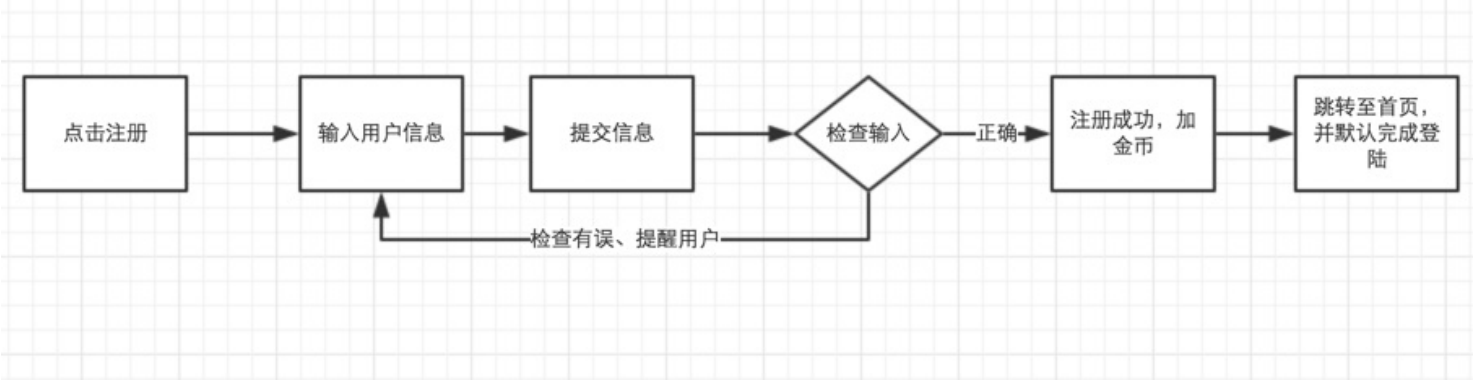 点击注册
输入用户信息
提交信息
检查输入
正确
注册成功，加
金币
跳转至首页，
并默认完成登
陆
检查有误、提醒用户